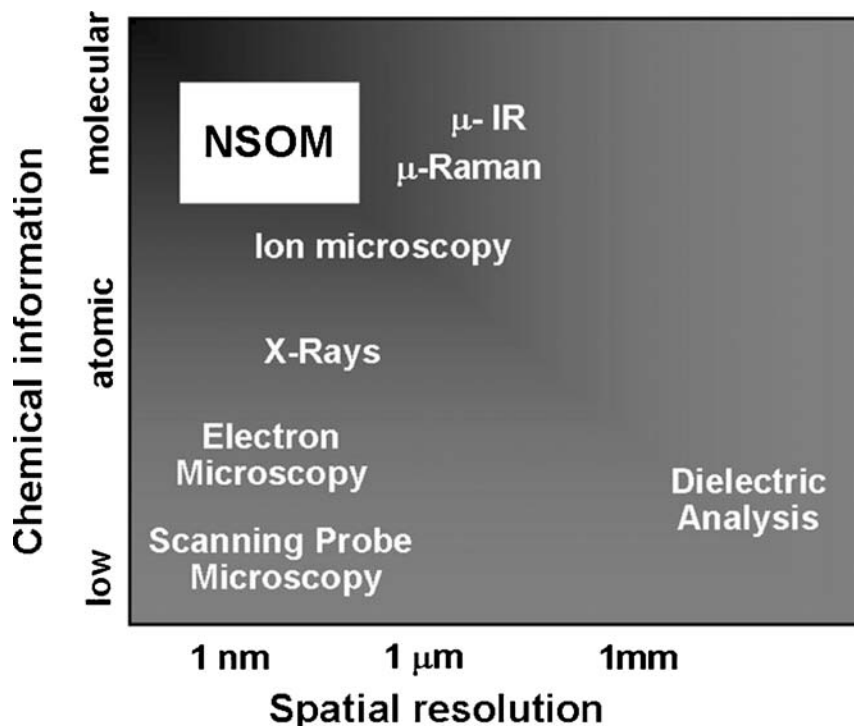 Chemical information
molecular
atomic
low
NSOM
μ- IR
μ-Raman
Ion microscopy
X-Rays
Electron
Microscopy
Scanning Probe
Microscopy
Dielectric
Analysis
1 nm
1 μm
1mm
Spatial resolution